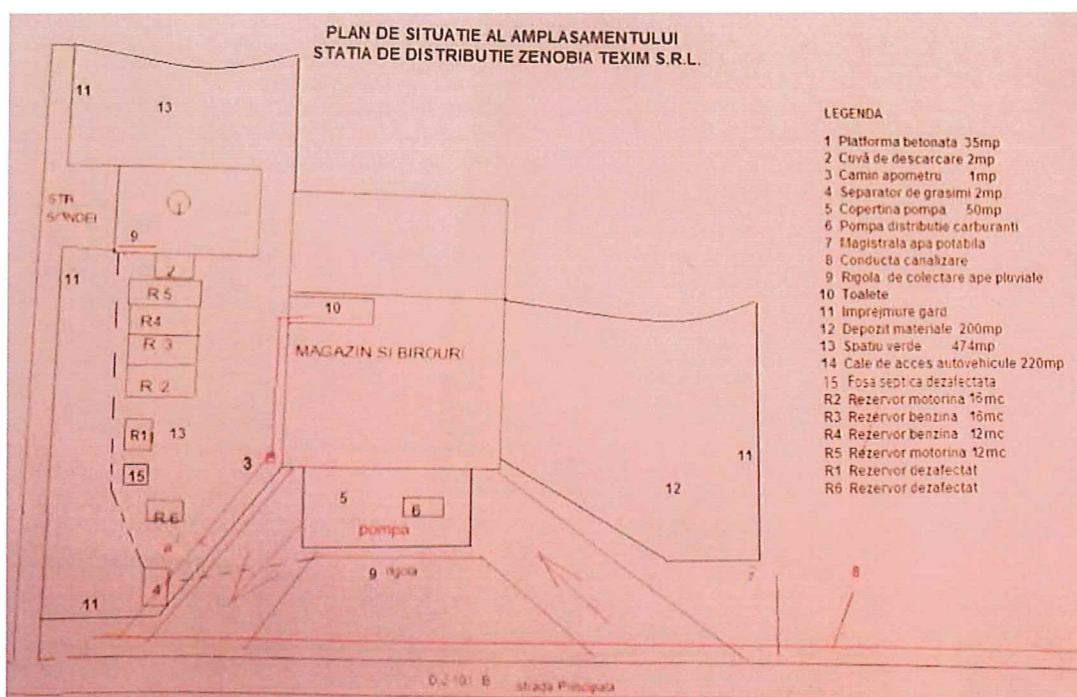 PLAN DE SITUATIE AL AMPLASAMENTULUI
STATIA DE DISTRIBUTIE ZENOBIA TEXIM S.R.L.
LEGENDA
1 Platforma betonata 35mp
2 Cuvă de descarcare 2mp
3 Camin apometru 1mp
4 Separator de grasimi 2mp
5 Copertina pompa 50mp
6 Pompa distributie carburanti
7 Magistrala apa potabila
8 Conducta canalizare
9 Rigola de colectare ape pluviale
10 Toalete
11 Imprejmure gard
12 Depozit materiale 200mp
13 Spatiu verde 474mp
14 Cale de acces autovehicule 220mp
15 Fosa septica dezafectata
R2 Rezervor motorina 16mc
R3 Rezervor benzina 16mc
R4 Rezervor benzina 12mc
R5 Rezervor motorina 12mc
R1 Rezervor dezafectat
R6 Rezervor dezafectat
11
13
STR.
1
9
11
2
R 5
R4
R 3
R 2
10
MAGAZIN SI BIROURI
R1
13
3
15
11
5
6
12
R 6
pompa
4
9 rigola
7
8
11
strada Principala